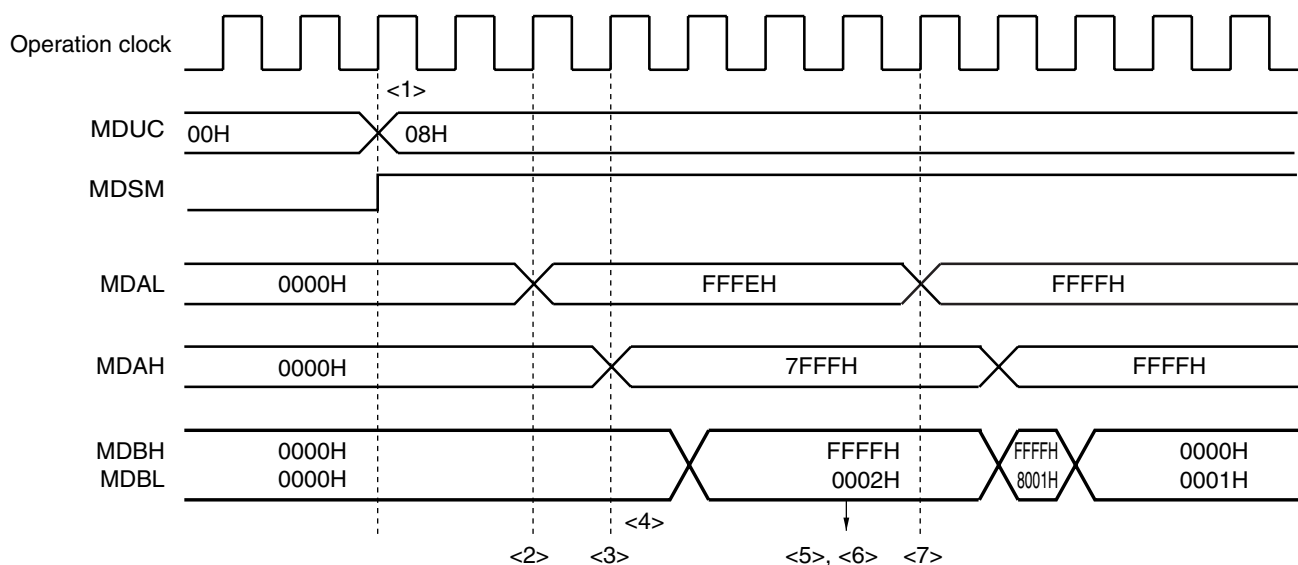 Operation clock
<1>
MDUC 00H 08H
MDSM
MDAL 0000H FFFEH FFFFH
MDAH 0000H 7FFFH FFFFH
MDBH 0000H FFFFH FFFFH 0000H
MDBL 0000H 0002H 8001H 0001H
<4>
<2> <3> <5>, <6> <7>